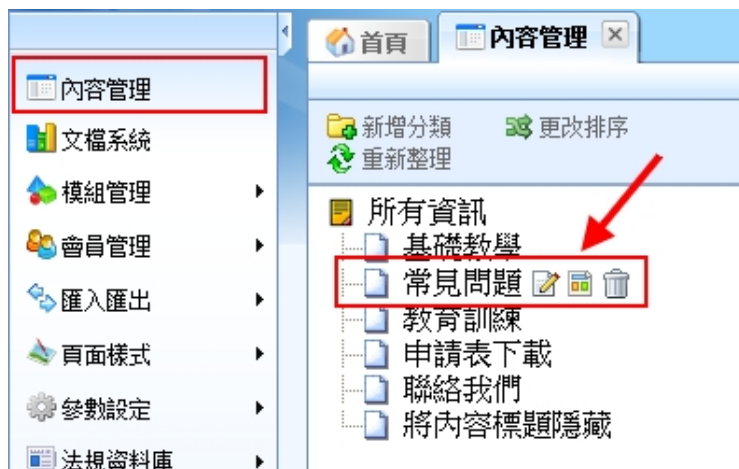 內容管理
文檔系統
模組管理
會員管理
匯入匯出
頁面樣式
參數設定
法規資料庫
首頁
內容管理
新增分類
更改排序
重新整理
所有資訊
基礎教學
常見問題
教育訓練
申請表下載
聯絡我們
將內容標題隱藏